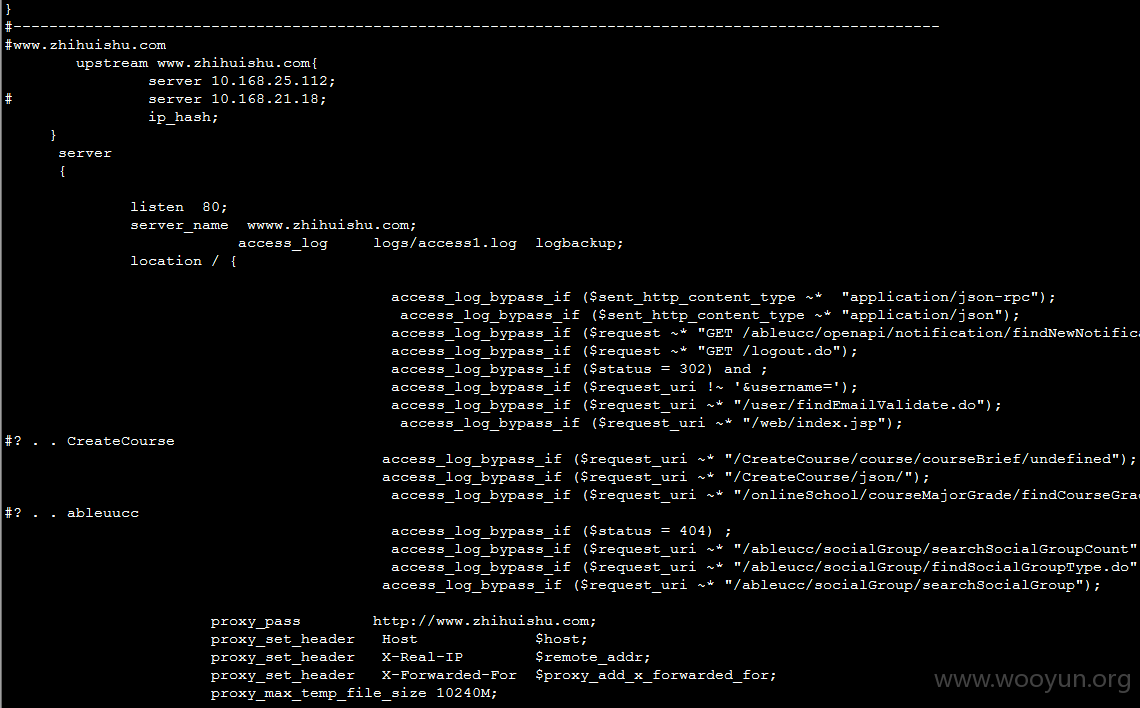 }
#-------------------------------------------------------------------------------------------------------
#www.zhihuishu.com
upstream www.zhihuishu.com{
server 10.168.25.112;
# server 10.168.21.18;
ip_hash;
}
server
{
listen 80;
server_name wwww.zhihuishu.com;
access_log logs/access1.log logbackup;
location / {
access_log_bypass_if ($sent_http_content_type ~* "application/json-rpc");
access_log_bypass_if ($sent_http_content_type ~* "application/json");
access_log_bypass_if ($request ~* "GET /ableucc/openapi/notification/findNewNotifica
access_log_bypass_if ($request ~* "GET /logout.do");
access_log_bypass_if ($status = 302) and ;
access_log_bypass_if ($request_uri !~ '&username=');
access_log_bypass_if ($request_uri ~* "/user/findEmailValidate.do");
access_log_bypass_if ($request_uri ~* "/web/index.jsp");
#? . . CreateCourse
access_log_bypass_if ($request_uri ~* "/CreateCourse/course/courseBrief/undefined");
access_log_bypass_if ($request_uri ~* "/CreateCourse/json/");
access_log_bypass_if ($request_uri ~* "/onlineSchool/courseMajorGrade/findCourseGra
#? . . ableuucc
access_log_bypass_if ($status = 404) ;
access_log_bypass_if ($request_uri ~* "/ableucc/socialGroup/searchSocialGroupCount"
access_log_bypass_if ($request_uri ~* "/ableucc/socialGroup/findSocialGroupType.do"
access_log_bypass_if ($request_uri ~* "/ableucc/socialGroup/searchSocialGroup");
proxy_pass http://www.zhihuishu.com;
proxy_set_header Host $host;
proxy_set_header X-Real-IP $remote_addr;
proxy_set_header X-Forwarded-For $proxy_add_x_forwarded_for;
proxy_max_temp_file_size 10240M;
www.wooyun.org